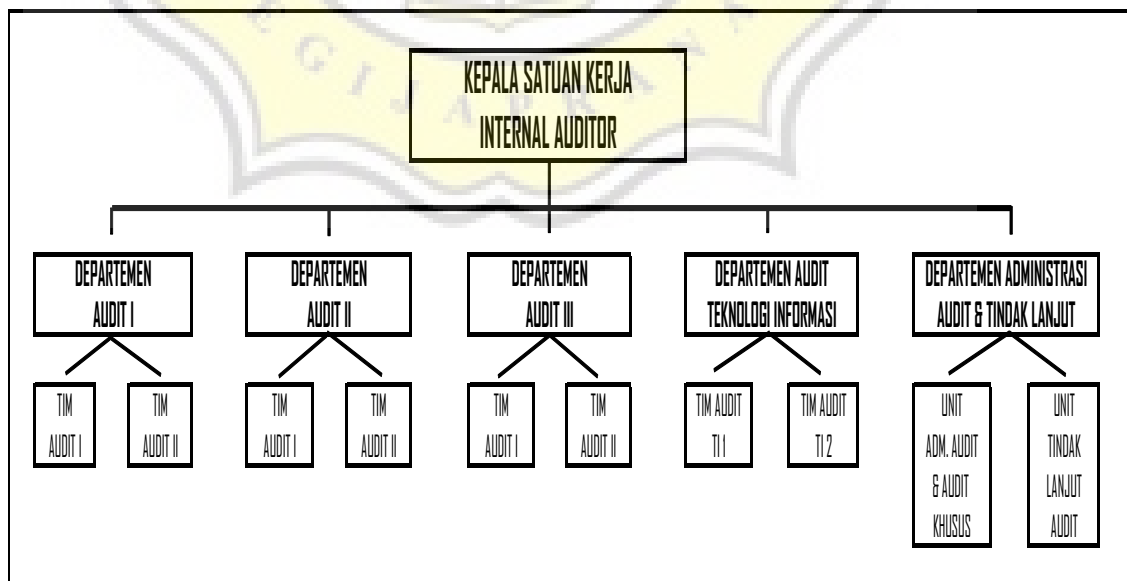 EGIJAPRANA
KEPALA SATUAN KERJA
INTERNAL AUDITOR
DEPARTEMEN
AUDIT I
DEPARTEMEN
AUDIT II
DEPARTEMEN
AUDIT III
DEPARTEMEN AUDIT
TEKNOLOGI INFORMASI
DEPARTEMEN ADMINISTRASI
AUDIT & TINDAK LANJUT
TIM
AUDIT I
TIM
AUDIT II
TIM
AUDIT I
TIM
AUDIT II
TIM
AUDIT I
TIM
AUDIT II
TIM AUDIT
TI 1
TIM AUDIT
TI 2
UNIT
ADM. AUDIT
& AUDIT
KHUSUS
UNIT
TINDAK
LANJUT
AUDIT